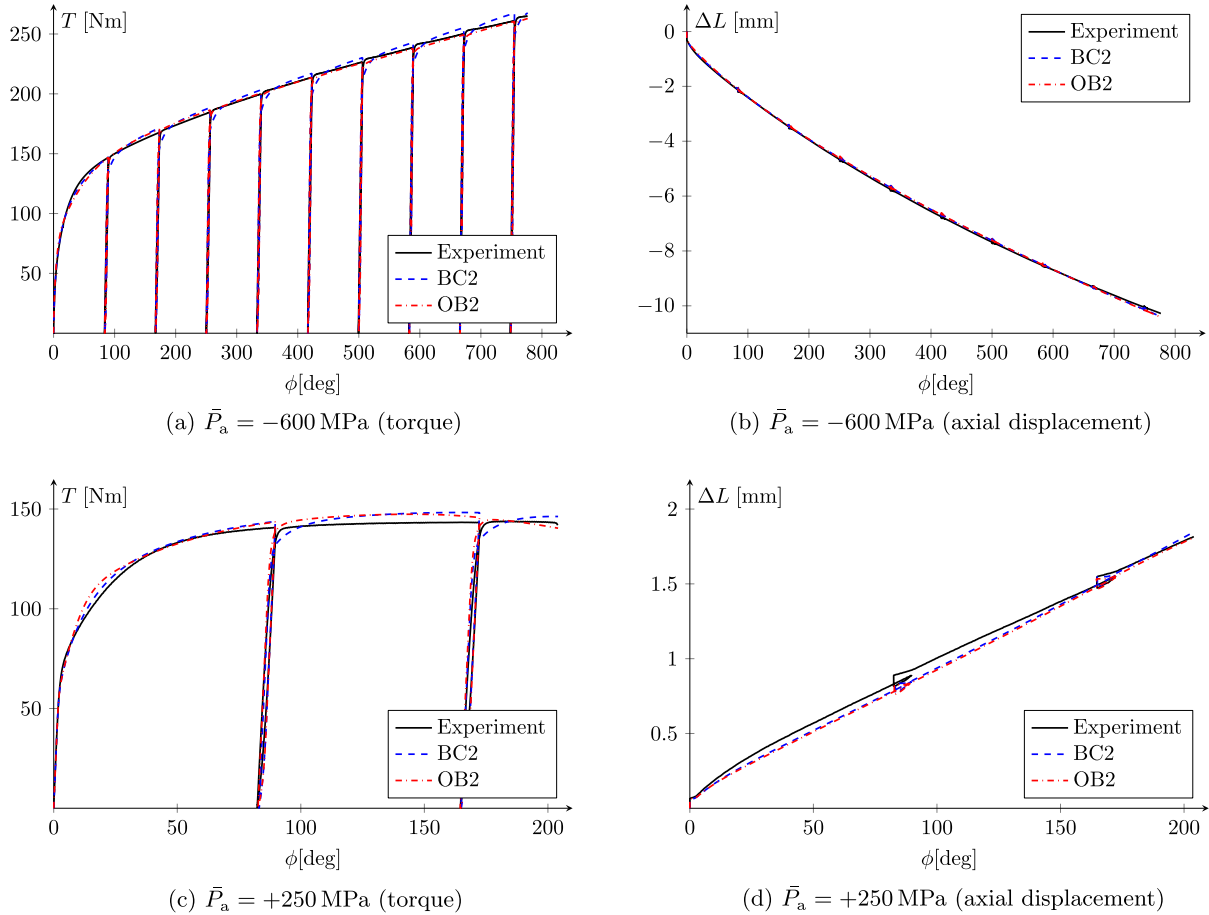 T [Nm]
250
200
150
100
50
0 100 200 300 400 500 600 700 800
ϕ[deg]
Experiment
BC2
OB2
(a) P̄a = −600 MPa (torque)
ΔL [mm]
0
−2
−4
−6
−8
−10
0 100 200 300 400 500 600 700 800
ϕ[deg]
Experiment
BC2
OB2
(b) P̄a = −600 MPa (axial displacement)
T [Nm]
150
100
50
0 50 100 150 200
ϕ[deg]
Experiment
BC2
OB2
(c) P̄a = +250 MPa (torque)
ΔL [mm]
2
1.5
1
0.5
0 50 100 150 200
ϕ[deg]
Experiment
BC2
OB2
(d) P̄a = +250 MPa (axial displacement)